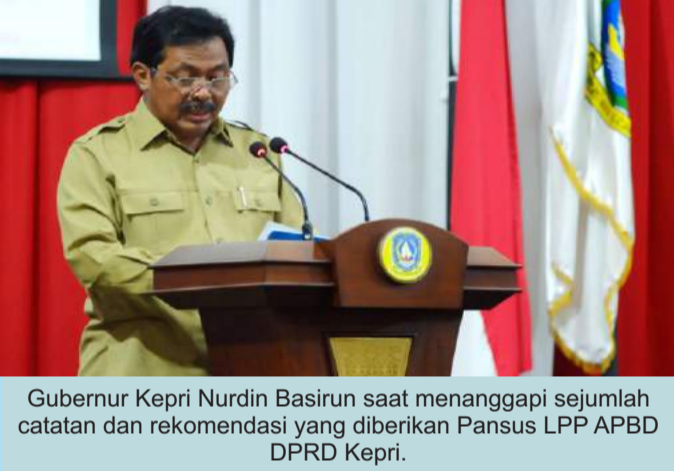 Gubernur Kepri Nurdin Basirun saat menanggapi sejumlah
catatan dan rekomendasi yang diberikan Pansus LPP APBD
DPRD Kepri.